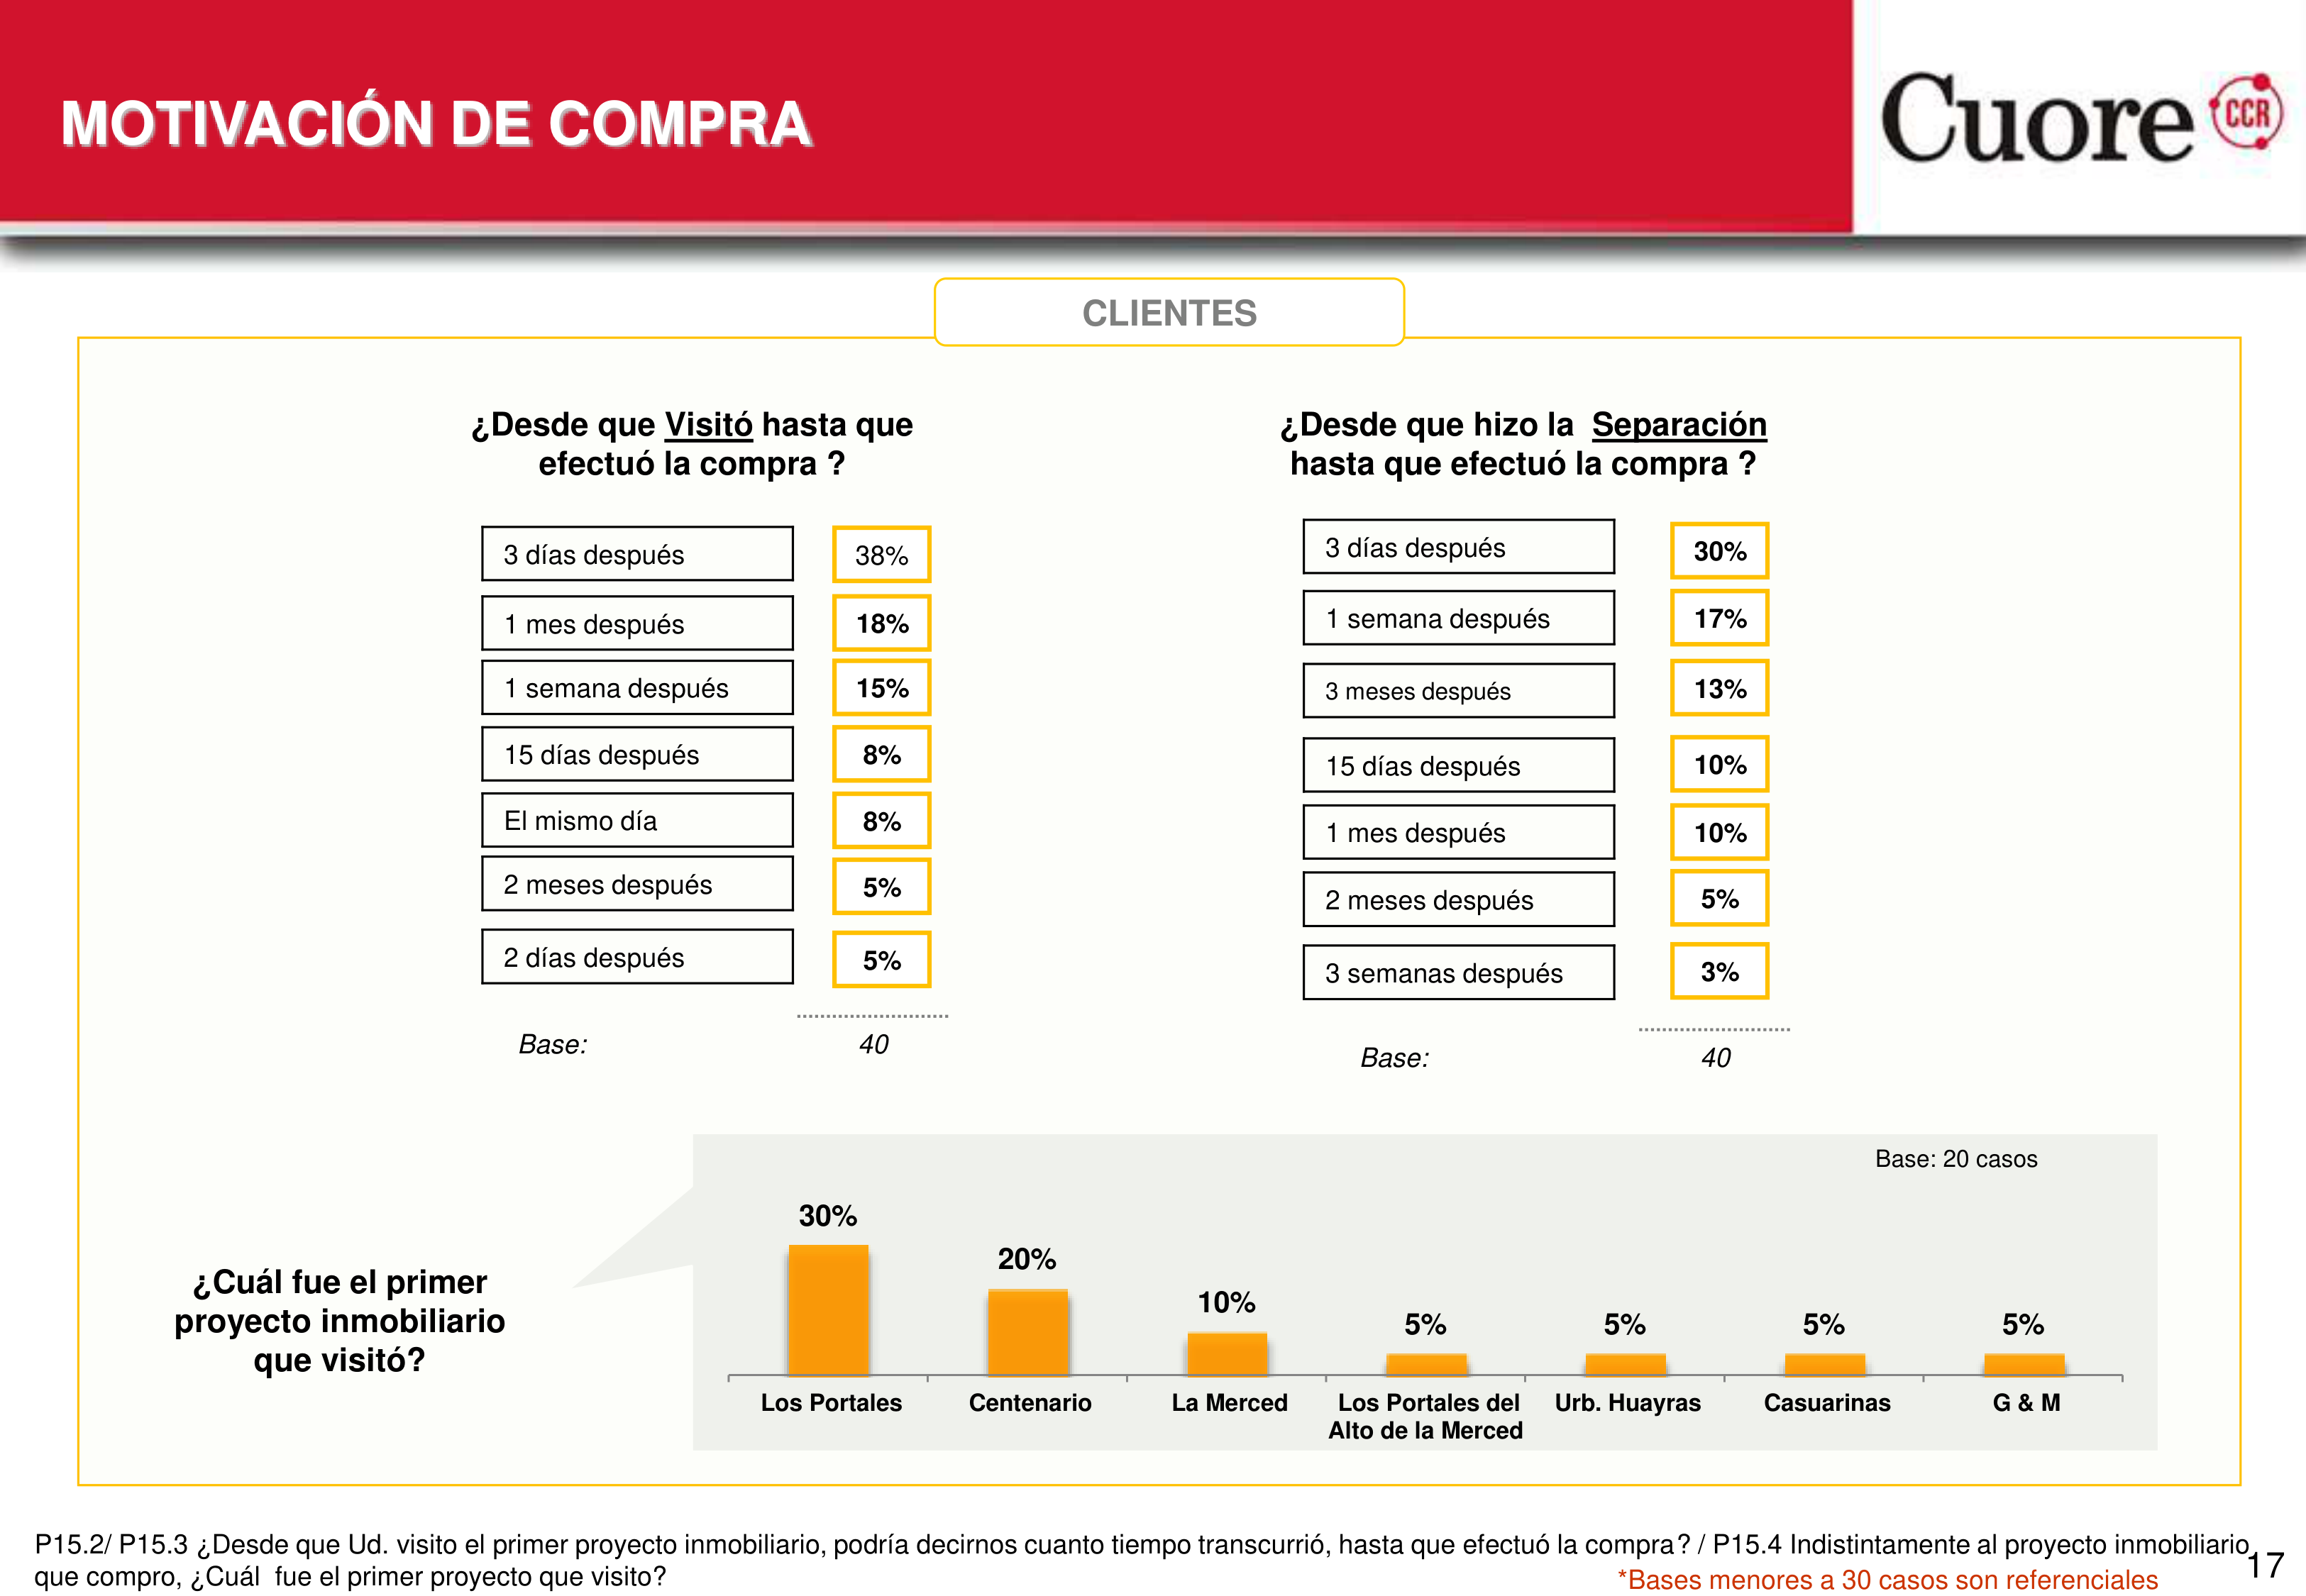 MOTIVACIÓN DE COMPRA
Cuore CCR
CLIENTES
¿Desde que Visitó hasta que
efectuó la compra ?
3 días después 38%
1 mes después 18%
1 semana después 15%
15 días después 8%
El mismo día 8%
2 meses después 5%
2 días después 5%
Base: 40
¿Desde que hizo la Separación
hasta que efectuó la compra ?
3 días después 30%
1 semana después 17%
3 meses después 13%
15 días después 10%
1 mes después 10%
2 meses después 5%
3 semanas después 3%
Base: 40
¿Cuál fue el primer
proyecto inmobiliario
que visitó?
Base: 20 casos
30% 20% 10% 5% 5% 5% 5%
Los Portales Centenario La Merced Los Portales del Urb. Huayras Casuarinas G & M
Alto de la Merced
P15.2/ P15.3 ¿Desde que Ud. visito el primer proyecto inmobiliario, podría decirnos cuanto tiempo transcurrió, hasta que efectuó la compra? / P15.4 Indistintamente al proyecto inmobiliario
que compro, ¿Cuál fue el primer proyecto que visito?
*Bases menores a 30 casos son referenciales
17